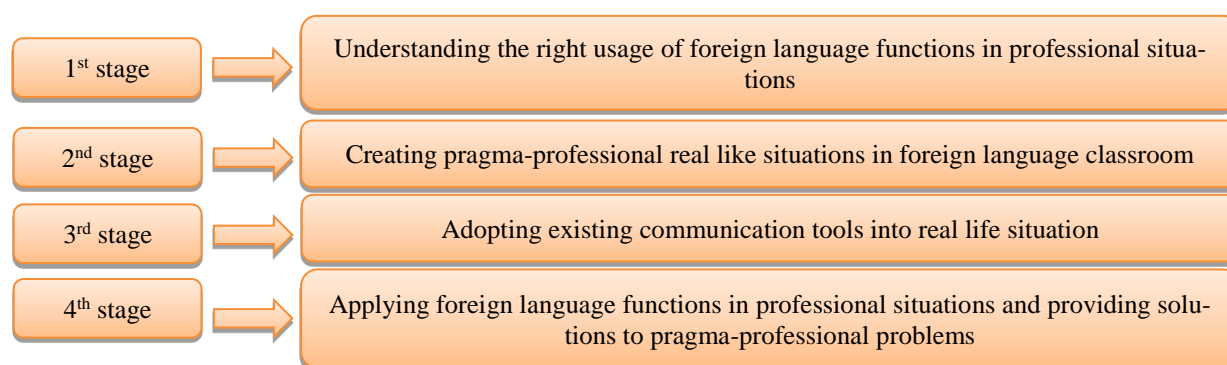 1st stage
Understanding the right usage of foreign language functions in professional situa-
tions
2nd stage
Creating pragma-professional real like situations in foreign language classroom
3rd stage
Adopting existing communication tools into real life situation
4th stage
Applying foreign language functions in professional situations and providing solu-
tions to pragma-professional problems